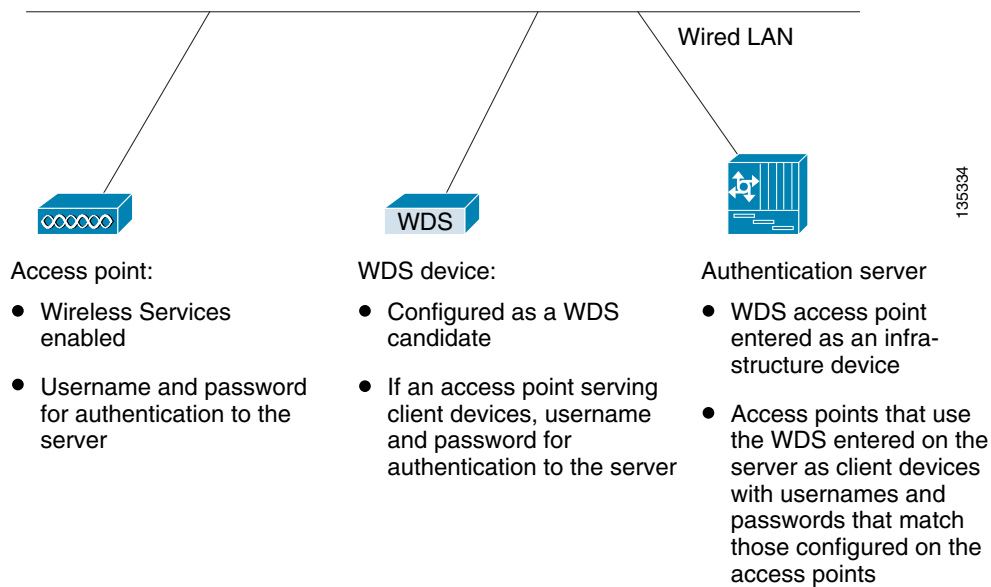 Wired LAN
135334
WDS
Access point:
• Wireless Services
enabled
• Username and password
for authentication to the
server
WDS device:
• Configured as a WDS
candidate
• If an access point serving
client devices, username
and password for
authentication to the server
Authentication server
• WDS access point
entered as an infra-
structure device
• Access points that use
the WDS entered on the
server as client devices
with usernames and
passwords that match
those configured on the
access points